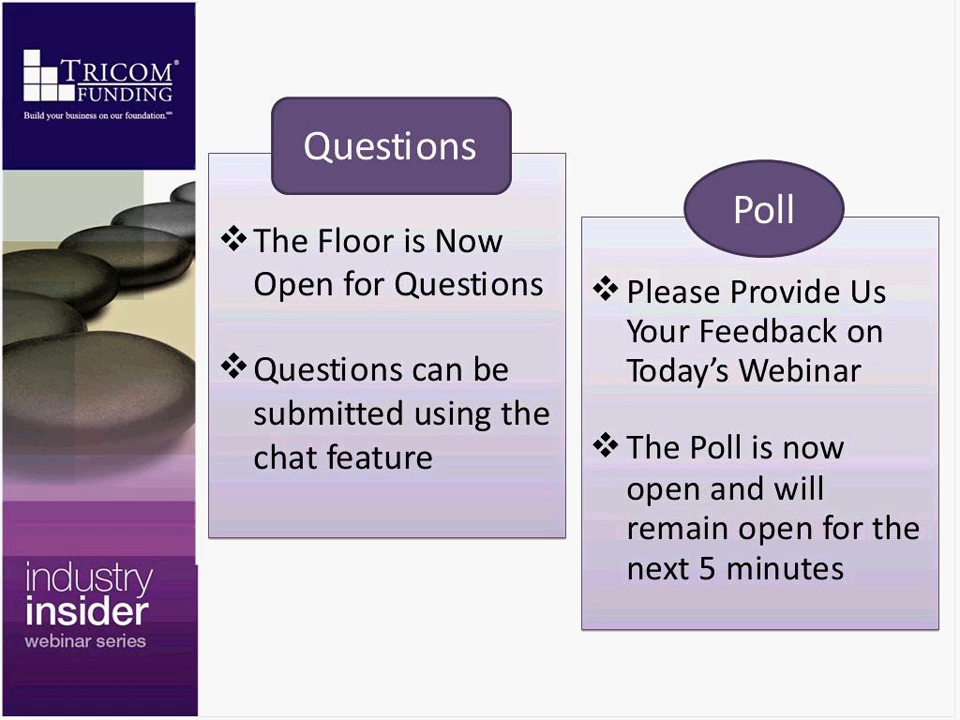 TRICOM®
FUNDING
Build your business on our foundation.℠
Questions
❖ The Floor is Now
Open for Questions
❖ Questions can be
submitted using the
chat feature
Poll
❖ Please Provide Us
Your Feedback on
Today's Webinar
❖ The Poll is now
open and will
remain open for the
next 5 minutes
industry
insider
webinar series